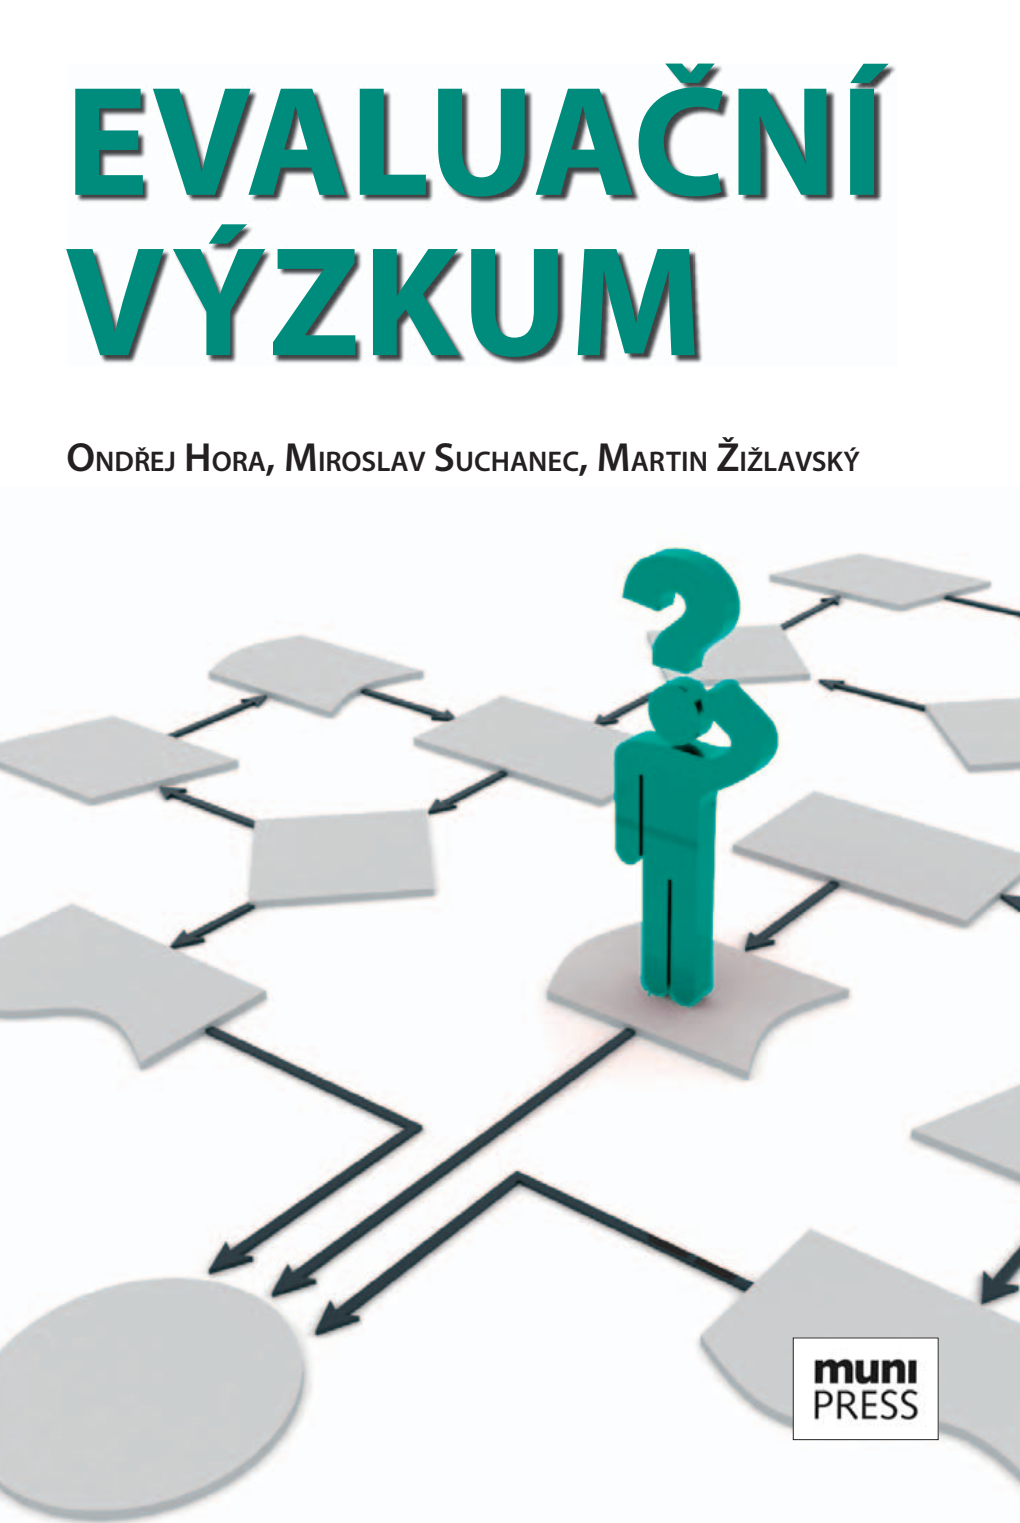 EVALUAČNÍ
VÝZKUM
Ondřej Hora, Miroslav Suchanec, Martin Žižlavský
?
muni
PRESS